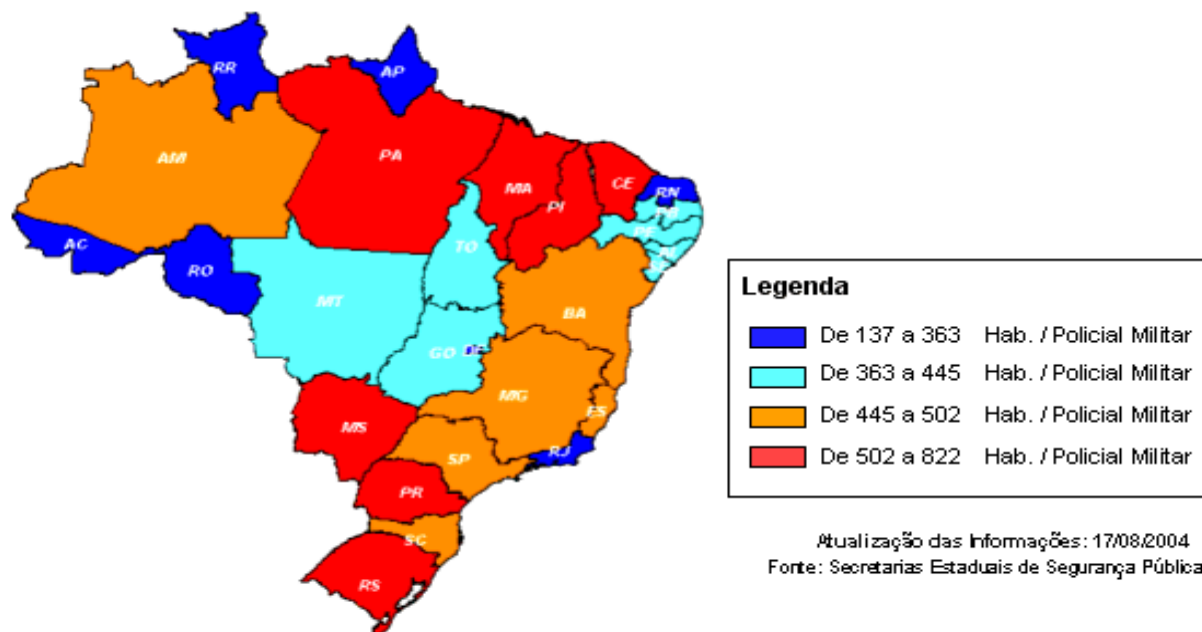 RR
AP
AM
PA
MA
CE
RN
PI
PB
PE
AC
TO
RO
MT
BA
GO
DF
MG
ES
MS
SP
RJ
PR
SC
RS
Legenda
De 137 a 363 Hab. / Policial Militar
De 363 a 445 Hab. / Policial Militar
De 445 a 502 Hab. / Policial Militar
De 502 a 822 Hab. / Policial Militar
Atualização das Informações: 17/08/2004
Fonte: Secretarias Estaduais de Segurança Pública